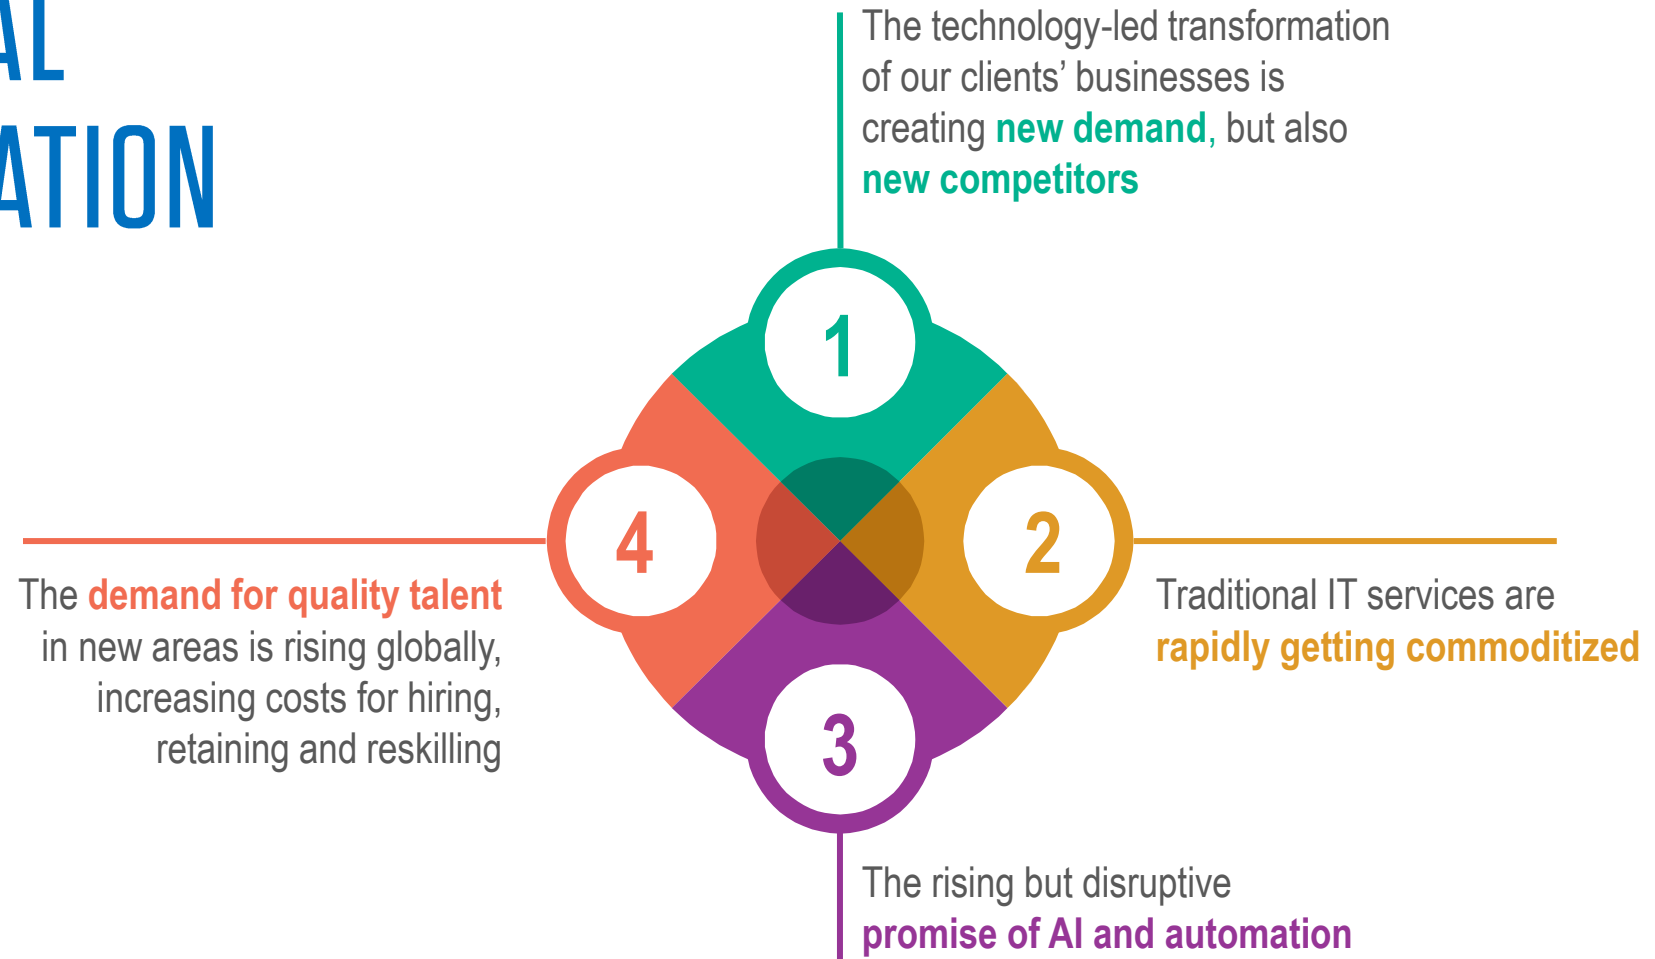 AL
ATION
The technology-led transformation
of our clients’ businesses is
creating new demand, but also
new competitors
1
2
Traditional IT services are
rapidly getting commoditized
3
The rising but disruptive
promise of AI and automation
4
The demand for quality talent
in new areas is rising globally,
increasing costs for hiring,
retaining and reskilling